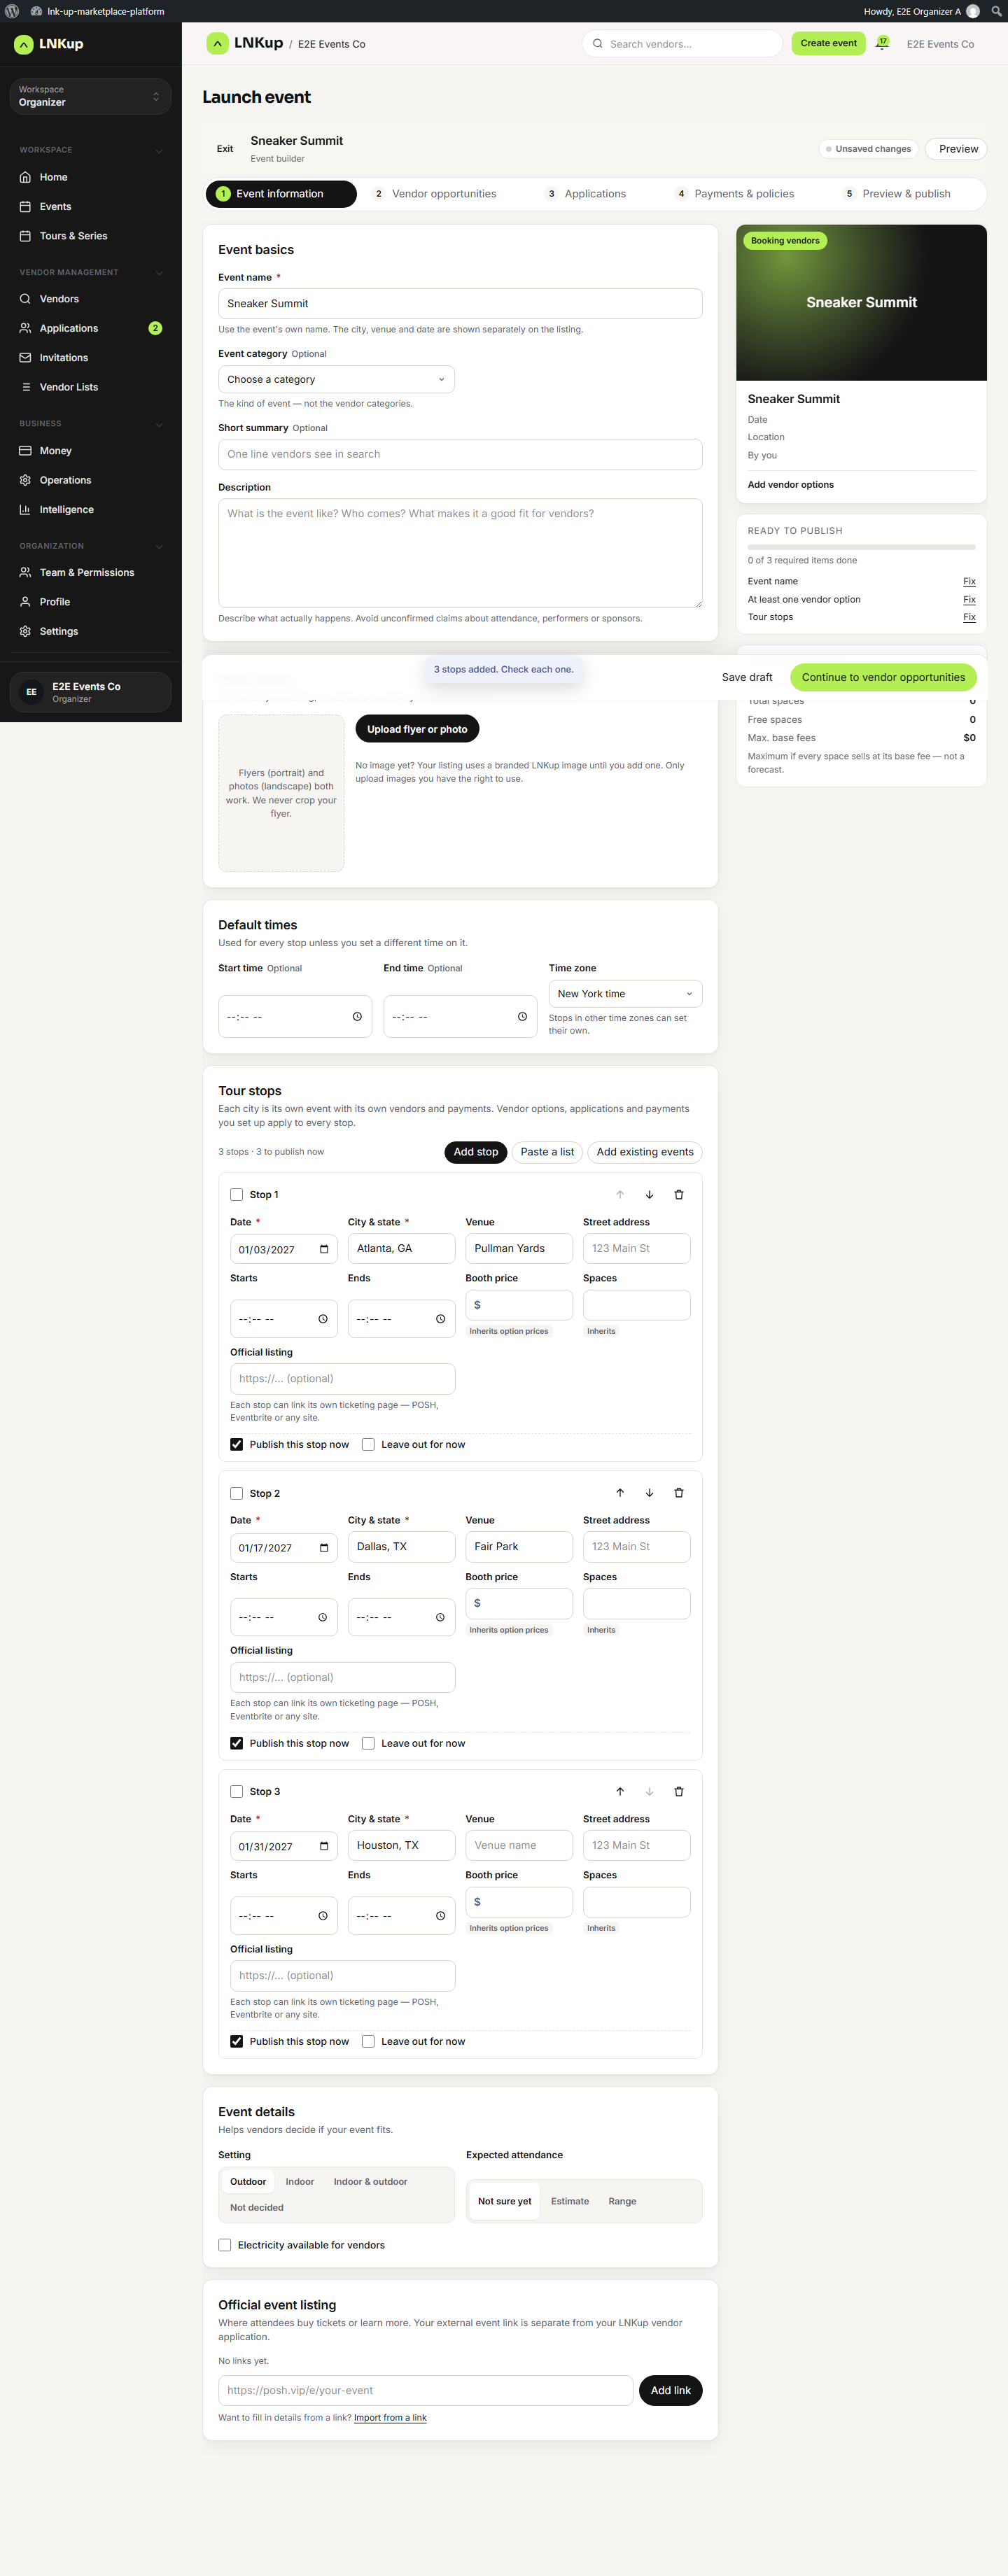 lnk-up-marketplace-platform
Howdy, E2E Organizer A
LNKup
Workspace
Organizer
WORKSPACE
Home
Events
Tours & Series
VENDOR MANAGEMENT
Vendors
Applications 2
Invitations
Vendor Lists
BUSINESS
Money
Operations
Intelligence
ORGANIZATION
Team & Permissions
Profile
Settings
EE
E2E Events Co
Organizer
LNKup / E2E Events Co
Search vendors...
Create event
17
E2E Events Co
Launch event
Exit
Sneaker Summit
Event builder
Unsaved changes
Preview
1 Event information
2 Vendor opportunities
3 Applications
4 Payments & policies
5 Preview & publish
Event basics
Event name *
Sneaker Summit
Use the event's own name. The city, venue and date are shown separately on the listing.
Event category Optional
Choose a category
The kind of event — not the vendor categories.
Short summary Optional
One line vendors see in search
Description
What is the event like? Who comes? What makes it a good fit for vendors?
Describe what actually happens. Avoid unconfirmed claims about attendance, performers or sponsors.
Booking vendors
Sneaker Summit
Sneaker Summit
Date
Location
By you
Add vendor options
READY TO PUBLISH
0 of 3 required items done
Event name Fix
At least one vendor option Fix
Tour stops Fix
3 stops added. Check each one.
Save draft
Continue to vendor opportunities
Total spaces 0
Free spaces 0
Max. base fees $0
Maximum if every space sells at its base fee — not a
forecast.
Flyers (portrait) and
photos (landscape) both
work. We never crop your
flyer.
Upload flyer or photo
No image yet? Your listing uses a branded LNKup image until you add one. Only
upload images you have the right to use.
Default times
Used for every stop unless you set a different time on it.
Start time Optional
End time Optional
Time zone
--:-- --
--:-- --
New York time
Stops in other time zones can set
their own.
Tour stops
Each city is its own event with its own vendors and payments. Vendor options, applications and payments
you set up apply to every stop.
3 stops · 3 to publish now
Add stop
Paste a list
Add existing events
Stop 1
Date * City & state * Venue Street address
01/03/2027 Atlanta, GA Pullman Yards 123 Main St
Starts Ends Booth price Spaces
--:-- -- --:-- -- $
Inherits option prices Inherits
Official listing
https://... (optional)
Each stop can link its own ticketing page — POSH,
Eventbrite or any site.
Publish this stop now Leave out for now
Stop 2
Date * City & state * Venue Street address
01/17/2027 Dallas, TX Fair Park 123 Main St
Starts Ends Booth price Spaces
--:-- -- --:-- -- $
Inherits option prices Inherits
Official listing
https://... (optional)
Each stop can link its own ticketing page — POSH,
Eventbrite or any site.
Publish this stop now Leave out for now
Stop 3
Date * City & state * Venue Street address
01/31/2027 Houston, TX Venue name 123 Main St
Starts Ends Booth price Spaces
--:-- -- --:-- -- $
Inherits option prices Inherits
Official listing
https://... (optional)
Each stop can link its own ticketing page — POSH,
Eventbrite or any site.
Publish this stop now Leave out for now
Event details
Helps vendors decide if your event fits.
Setting
Outdoor Indoor Indoor & outdoor
Not decided
Expected attendance
Not sure yet Estimate Range
Electricity available for vendors
Official event listing
Where attendees buy tickets or learn more. Your external event link is separate from your LNKup vendor
application.
No links yet.
https://posh.vip/e/your-event
Add link
Want to fill in details from a link? Import from a link